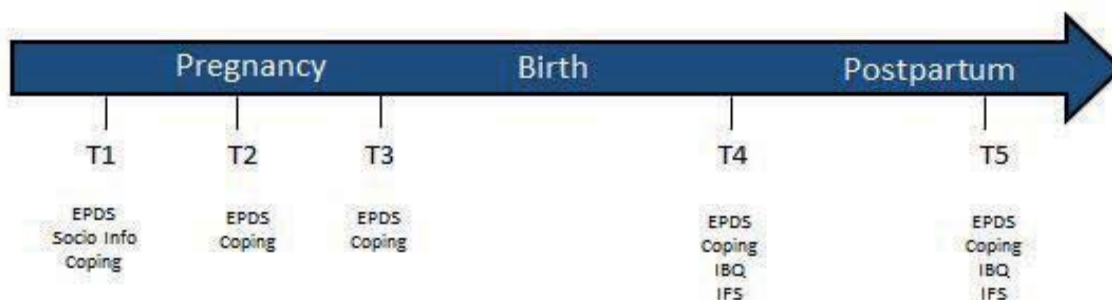 Pregnancy Birth Postpartum
T1 T2 T3 T4 T5
EPDS
Socio Info
Coping
EPDS
Coping
EPDS
Coping
EPDS
Coping
IBQ
IFS
EPDS
Coping
IBQ
IFS